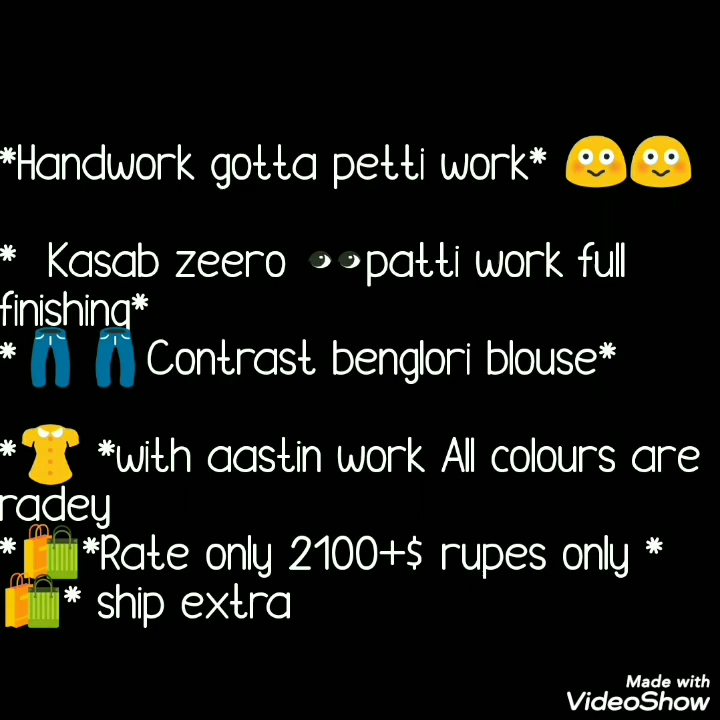 *Handwork gotta petti work* 😳😳
* Kasab zeero 👀patti work full
finishing*
*👖👖Contrast benglori blouse*
*👚 *with aastin work All colours are
radey
*🛍*Rate only 2100+$ rupes only *
🛍* ship extra
Made with
VideoShow